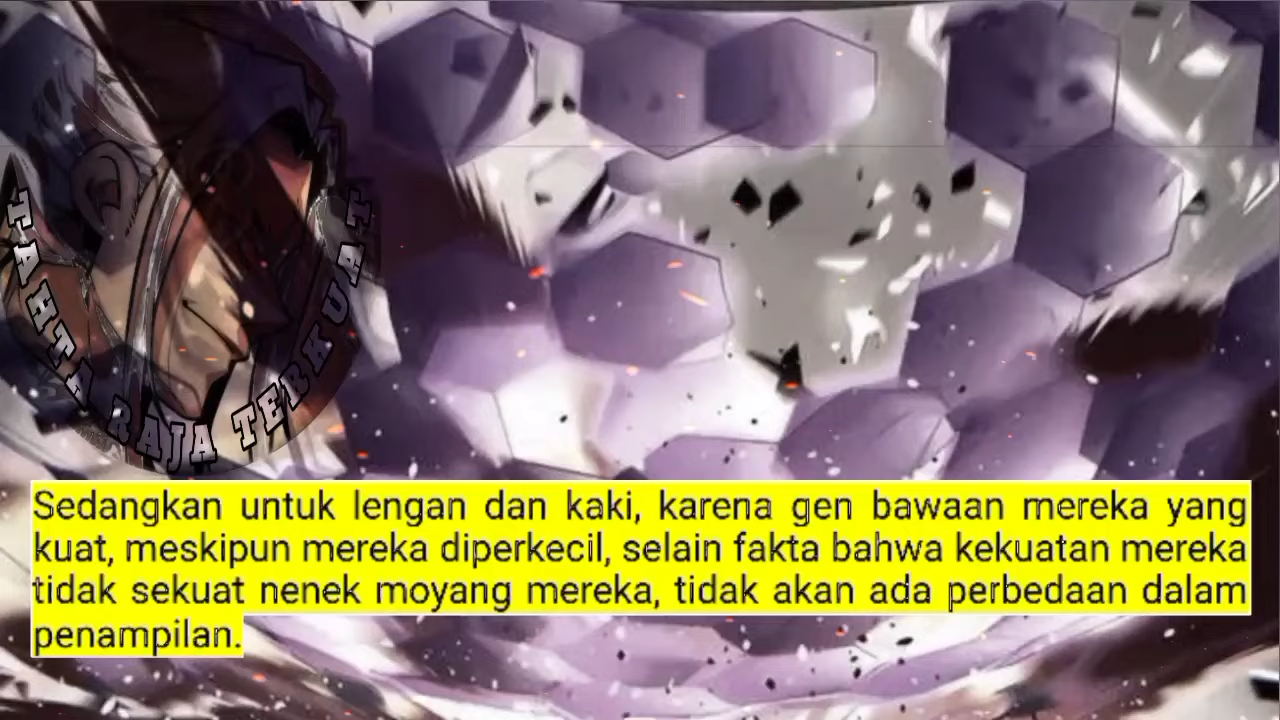 TAHTA RAJA TERKUAT
Sedangkan untuk lengan dan kaki, karena gen bawaan mereka yang
kuat, meskipun mereka diperkecil, selain fakta bahwa kekuatan mereka
tidak sekuat nenek moyang mereka, tidak akan ada perbedaan dalam
penampilan.